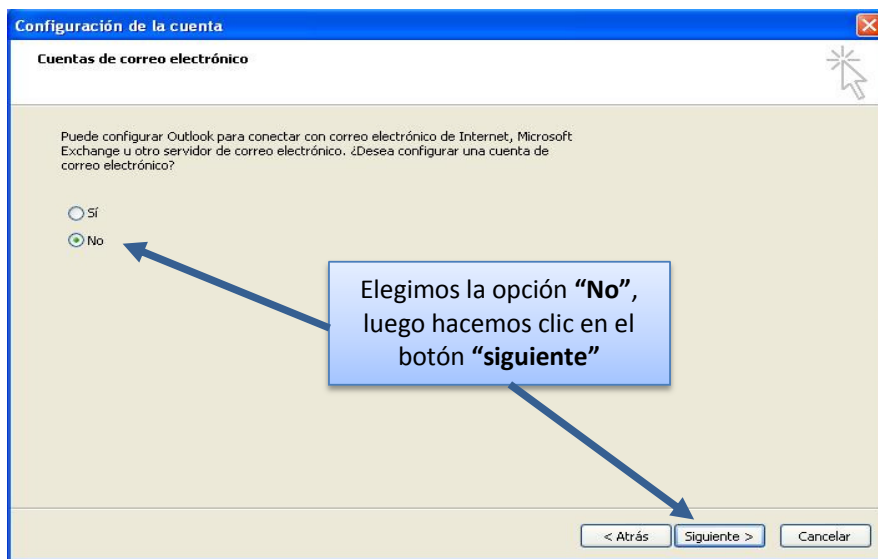 Configuración de la cuenta
Cuentas de correo electrónico
Puede configurar Outlook para conectar con correo electrónico de Internet, Microsoft
Exchange u otro servidor de correo electrónico. ¿Desea configurar una cuenta de
correo electrónico?
Sí
No
Elegimos la opción “No”,
luego hacemos clic en el
botón “siguiente”
< Atrás
Siguiente >
Cancelar